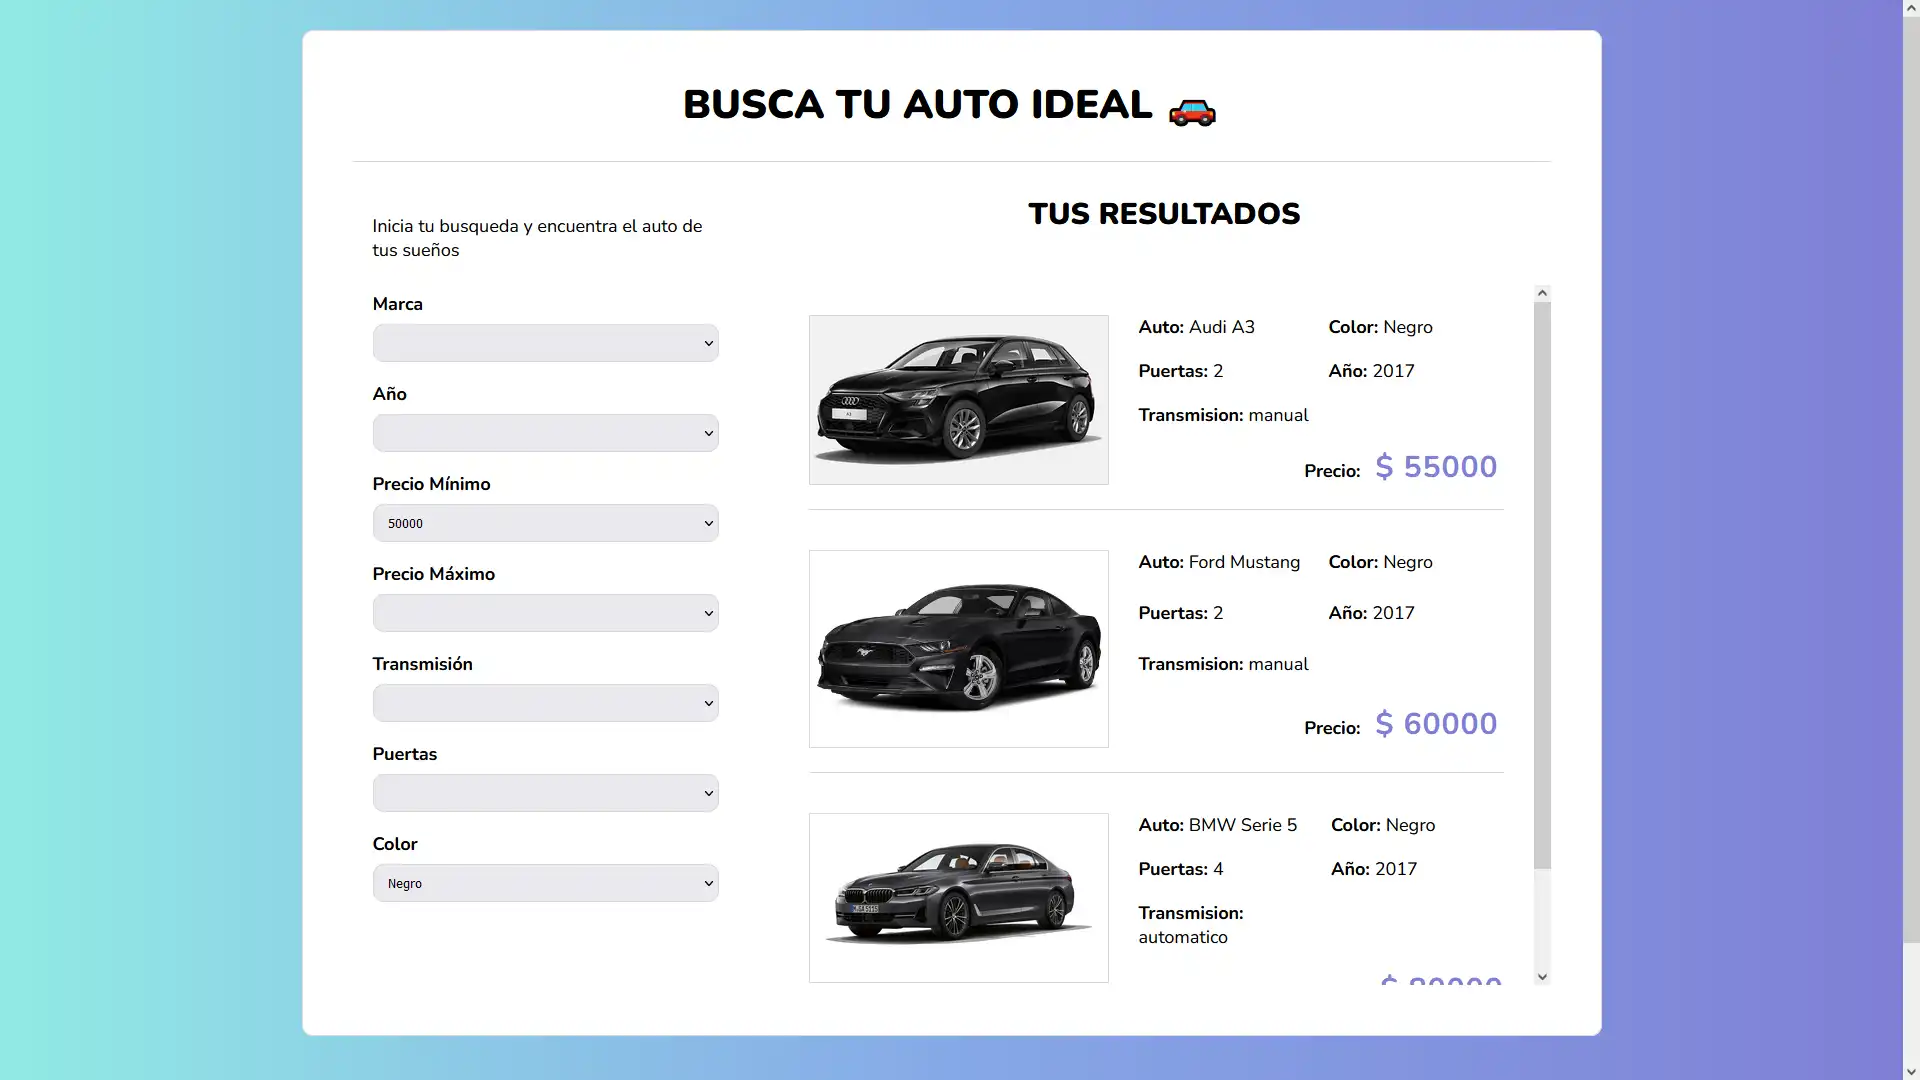 BUSCA TU AUTO IDEAL 🚗
Inicia tu busqueda y encuentra el auto de
tus sueños
Marca
Año
Precio Mínimo
50000
Precio Máximo
Transmisión
Puertas
Color
Negro
TUS RESULTADOS
Auto: Audi A3 Color: Negro
Puertas: 2 Año: 2017
Transmision: manual
Precio: $ 55000
Auto: Ford Mustang Color: Negro
Puertas: 2 Año: 2017
Transmision: manual
Precio: $ 60000
Auto: BMW Serie 5 Color: Negro
Puertas: 4 Año: 2017
Transmision:
automatico